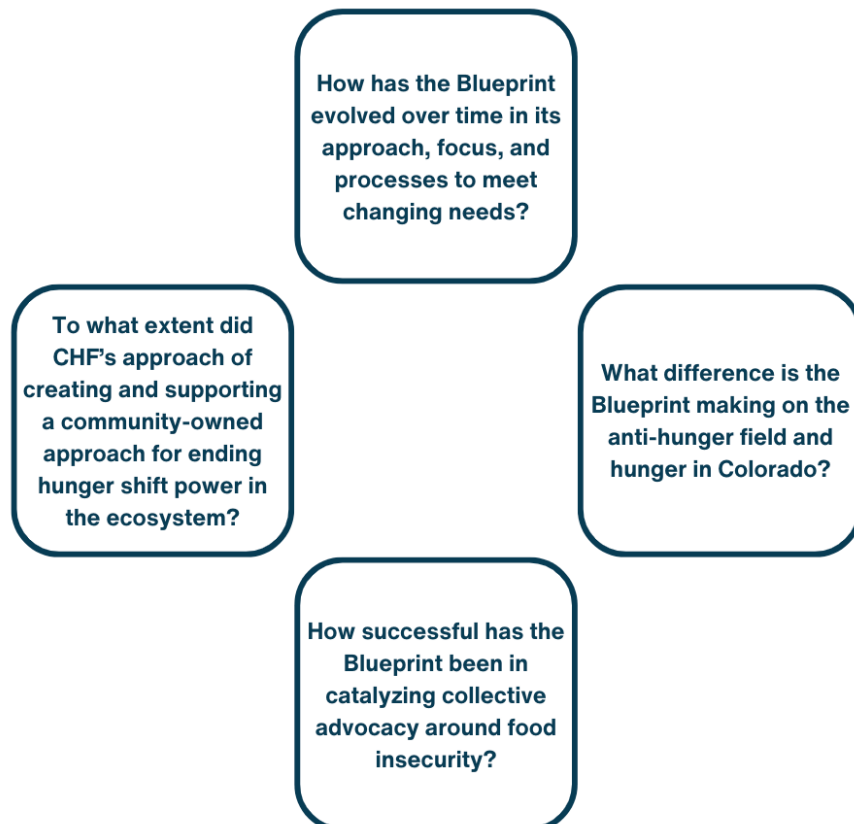 How has the Blueprint
evolved over time in its
approach, focus, and
processes to meet
changing needs?
To what extent did
CHF’s approach of
creating and supporting
a community-owned
approach for ending
hunger shift power in
the ecosystem?
What difference is the
Blueprint making on the
anti-hunger field and
hunger in Colorado?
How successful has the
Blueprint been in
catalyzing collective
advocacy around food
insecurity?